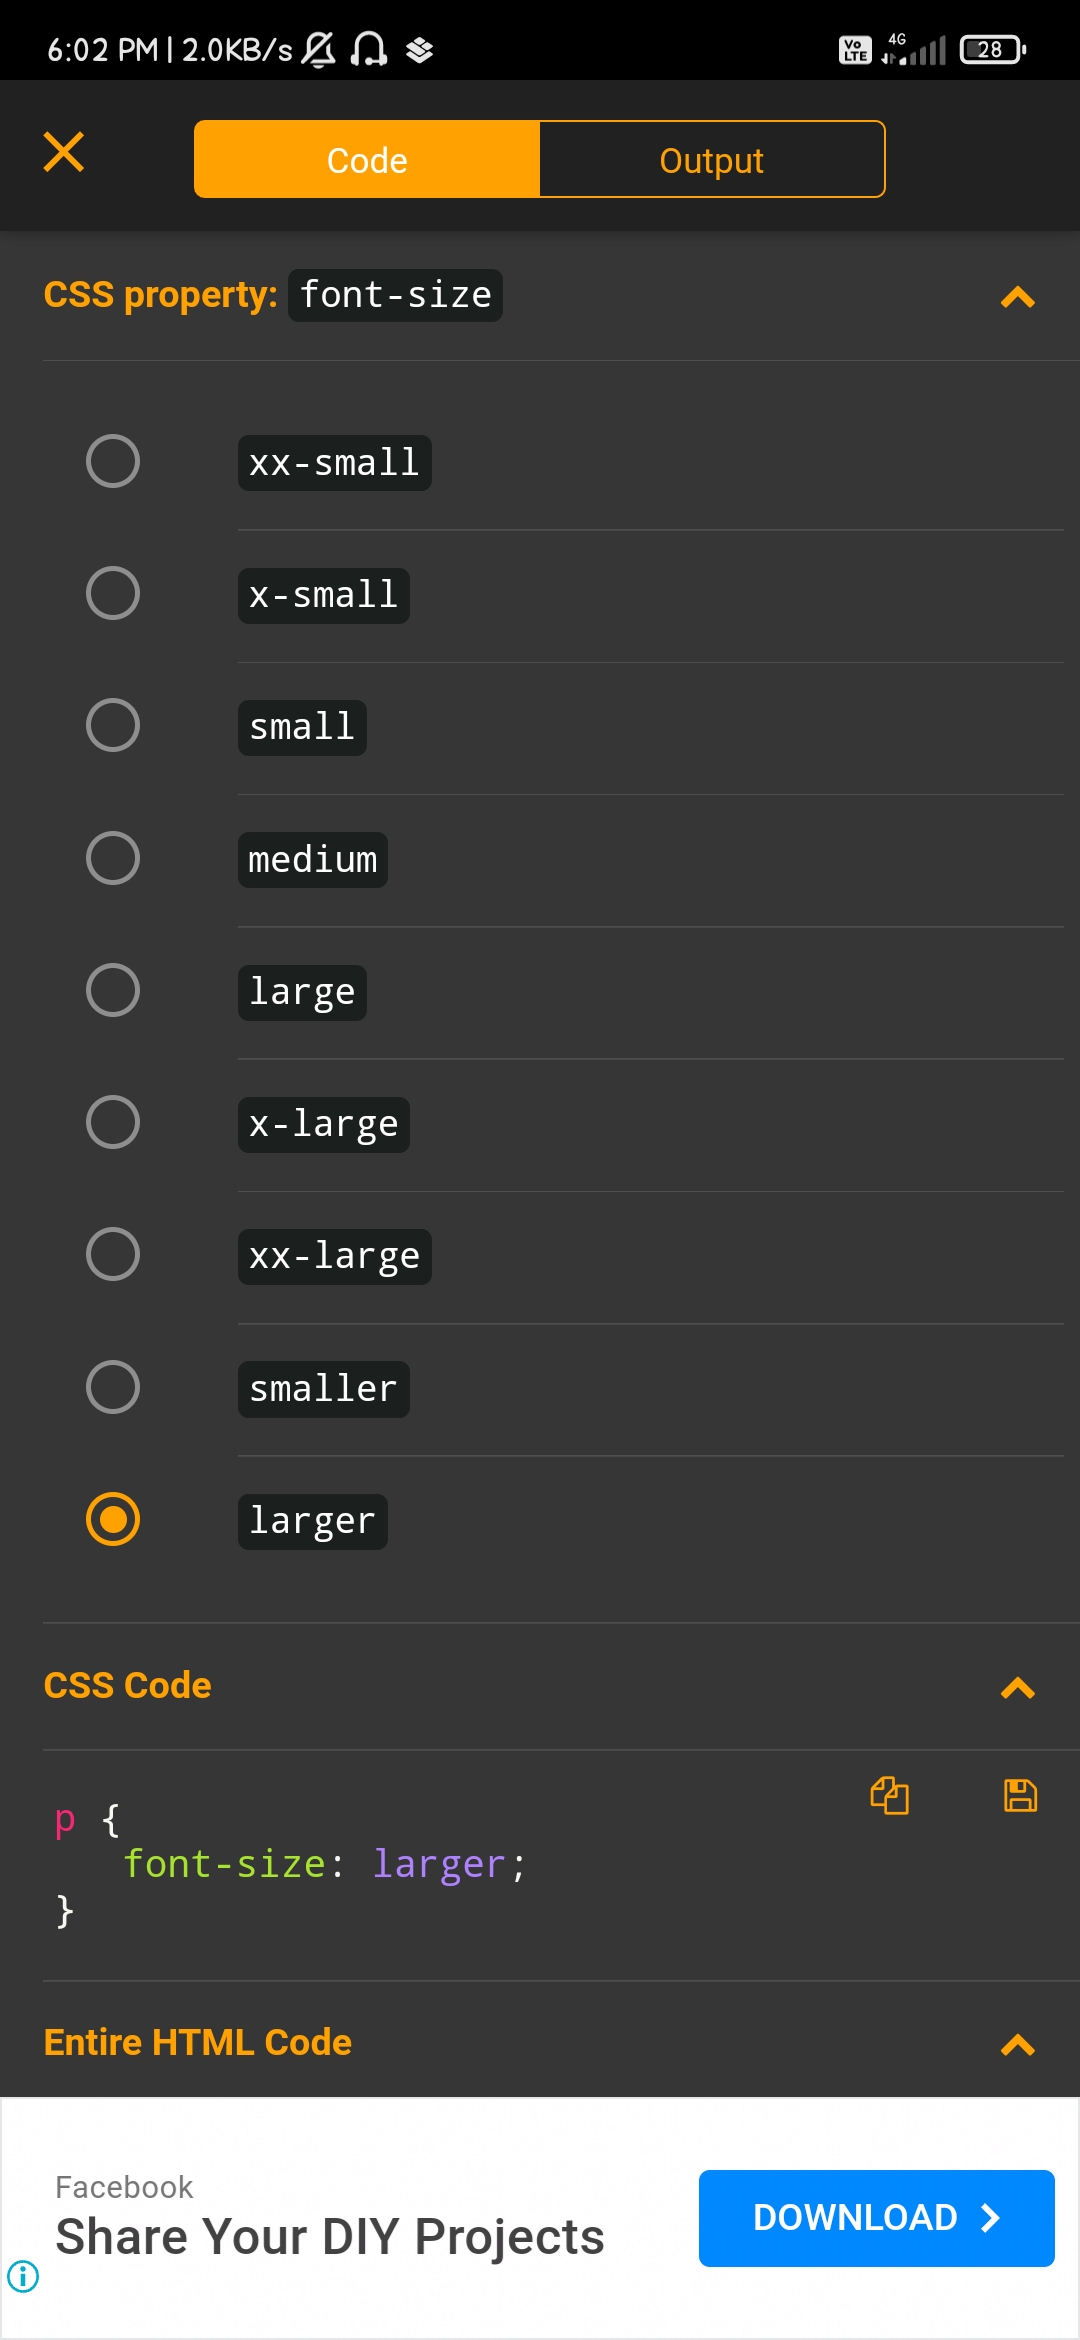 6:02 PM | 2.0KB/s
Vo LTE 4G 28
Code
Output
CSS property: font-size
xx-small
x-small
small
medium
large
x-large
xx-large
smaller
larger
CSS Code
p {
font-size: larger;
}
Entire HTML Code
Facebook
Share Your DIY Projects
DOWNLOAD